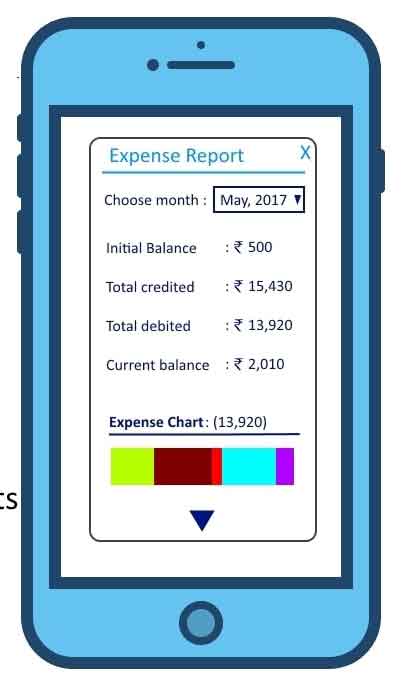 Expense Report X
Choose month : May, 2017
Initial Balance : ₹ 500
Total credited : ₹ 15,430
Total debited : ₹ 13,920
Current balance : ₹ 2,010
Expense Chart: (13,920)
ts